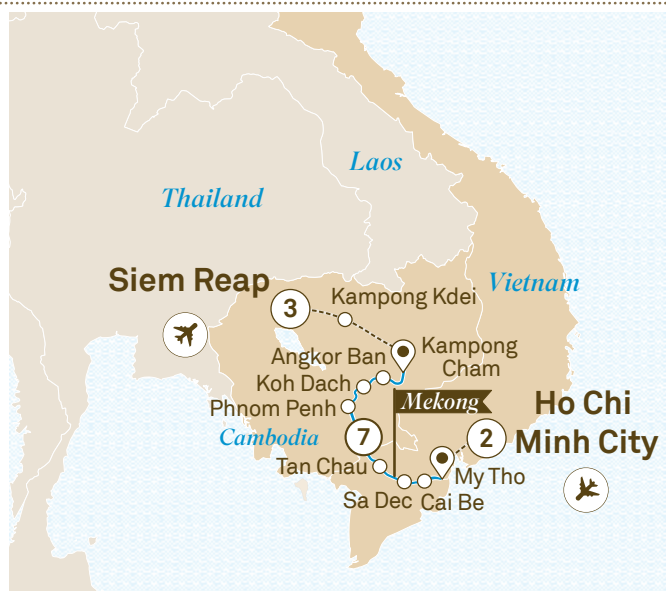 Laos
Thailand
Vietnam
Siem Reap
3
Kampong Kdei
Angkor Ban
Kampong
Cham
Koh Dach
Phnom Penh
Mekong
Ho Chi
Minh City
Cambodia
7
2
Tan Chau
My Tho
Sa Dec
Cai Be